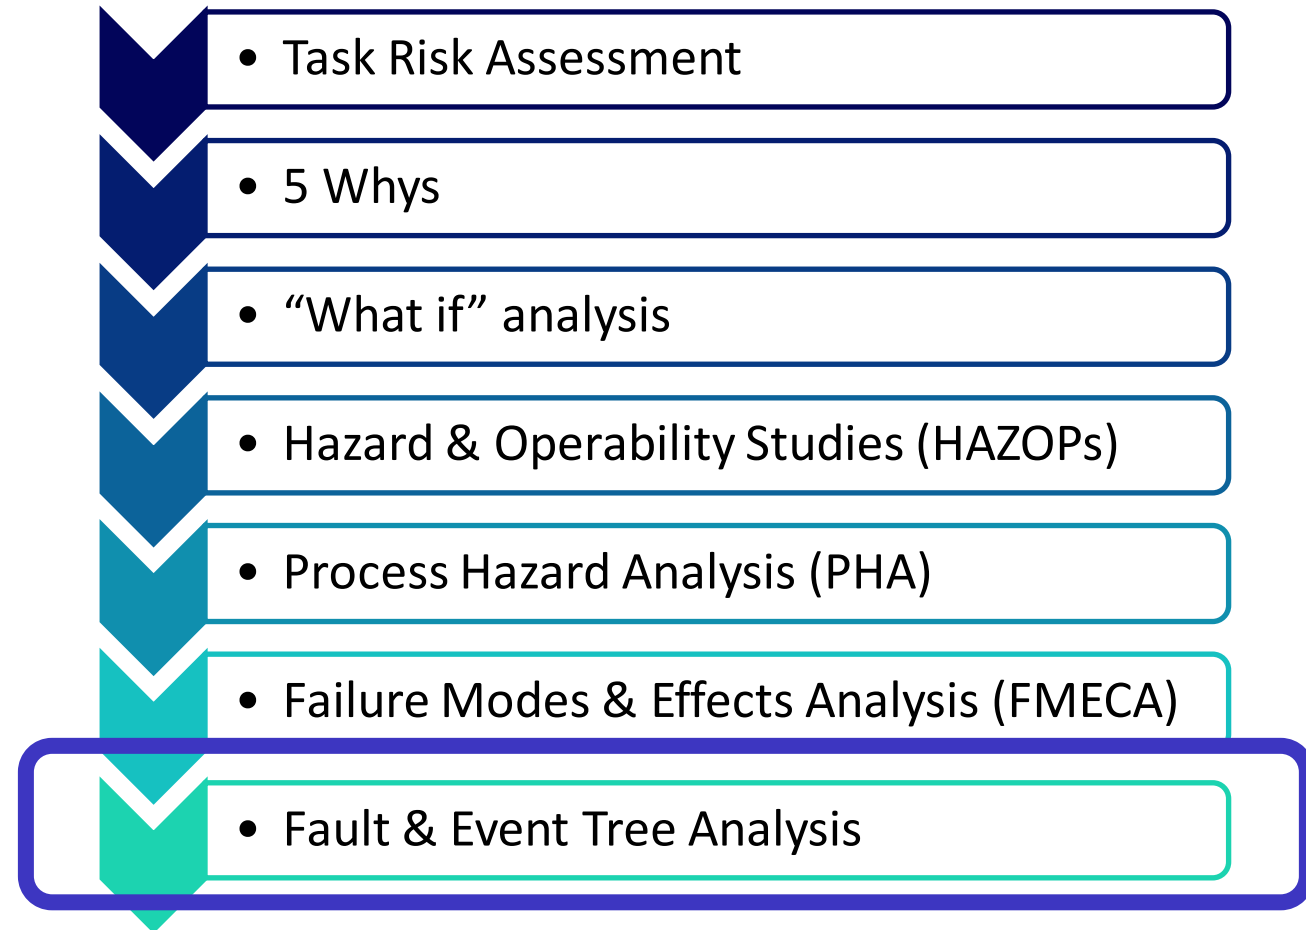 • Task Risk Assessment
• 5 Whys
• “What if” analysis
• Hazard & Operability Studies (HAZOPs)
• Process Hazard Analysis (PHA)
• Failure Modes & Effects Analysis (FMECA)
• Fault & Event Tree Analysis